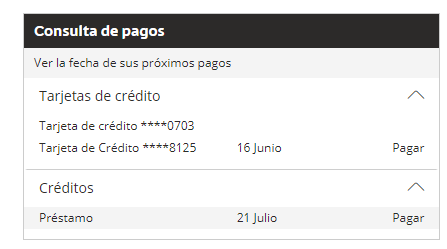 Consulta de pagos
Ver la fecha de sus próximos pagos
Tarjetas de crédito
Tarjeta de crédito ****0703
Tarjeta de Crédito ****8125 16 Junio Pagar
Créditos
Préstamo 21 Julio Pagar